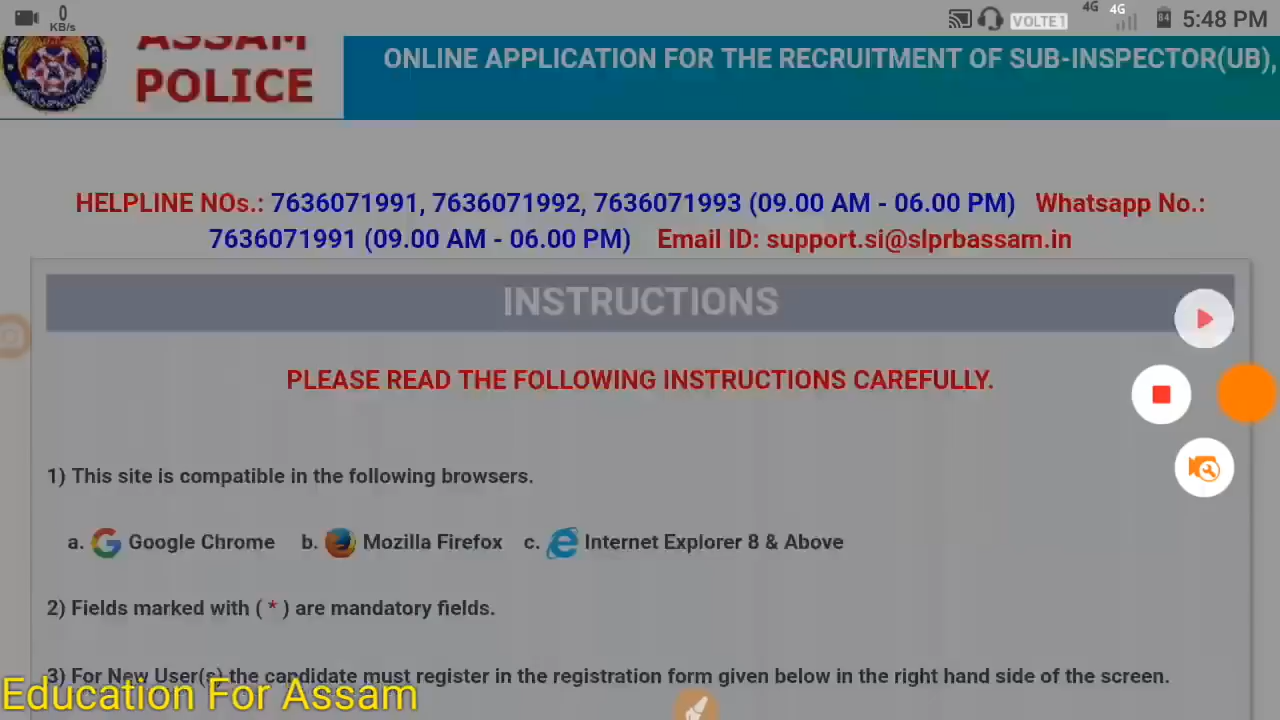 0
KB/s
VOLTE1
4G
4G
84
5:48 PM
ASSAM
POLICE
ONLINE APPLICATION FOR THE RECRUITMENT OF SUB-INSPECTOR(UB),
HELPLINE NOs.: 7636071991, 7636071992, 7636071993 (09.00 AM - 06.00 PM) Whatsapp No.:
7636071991 (09.00 AM - 06.00 PM) Email ID: support.si@slprbassam.in
INSTRUCTIONS
PLEASE READ THE FOLLOWING INSTRUCTIONS CAREFULLY.
1) This site is compatible in the following browsers.
a. Google Chrome b. Mozilla Firefox c. Internet Explorer 8 & Above
2) Fields marked with ( * ) are mandatory fields.
3) For New User(s) the candidate must register in the registration form given below in the right hand side of the screen.
Education For Assam